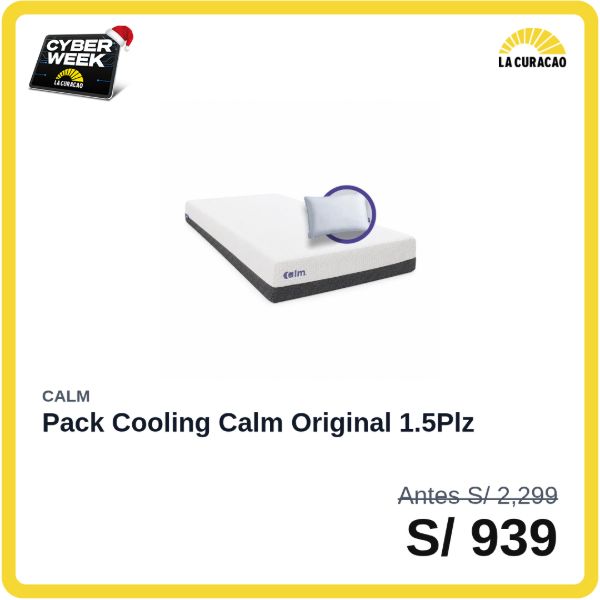 CYBER
WEEK
LA CURACAO
LA CURACAO
Calm.
CALM
Pack Cooling Calm Original 1.5Plz
Antes S/ 2,299
S/ 939